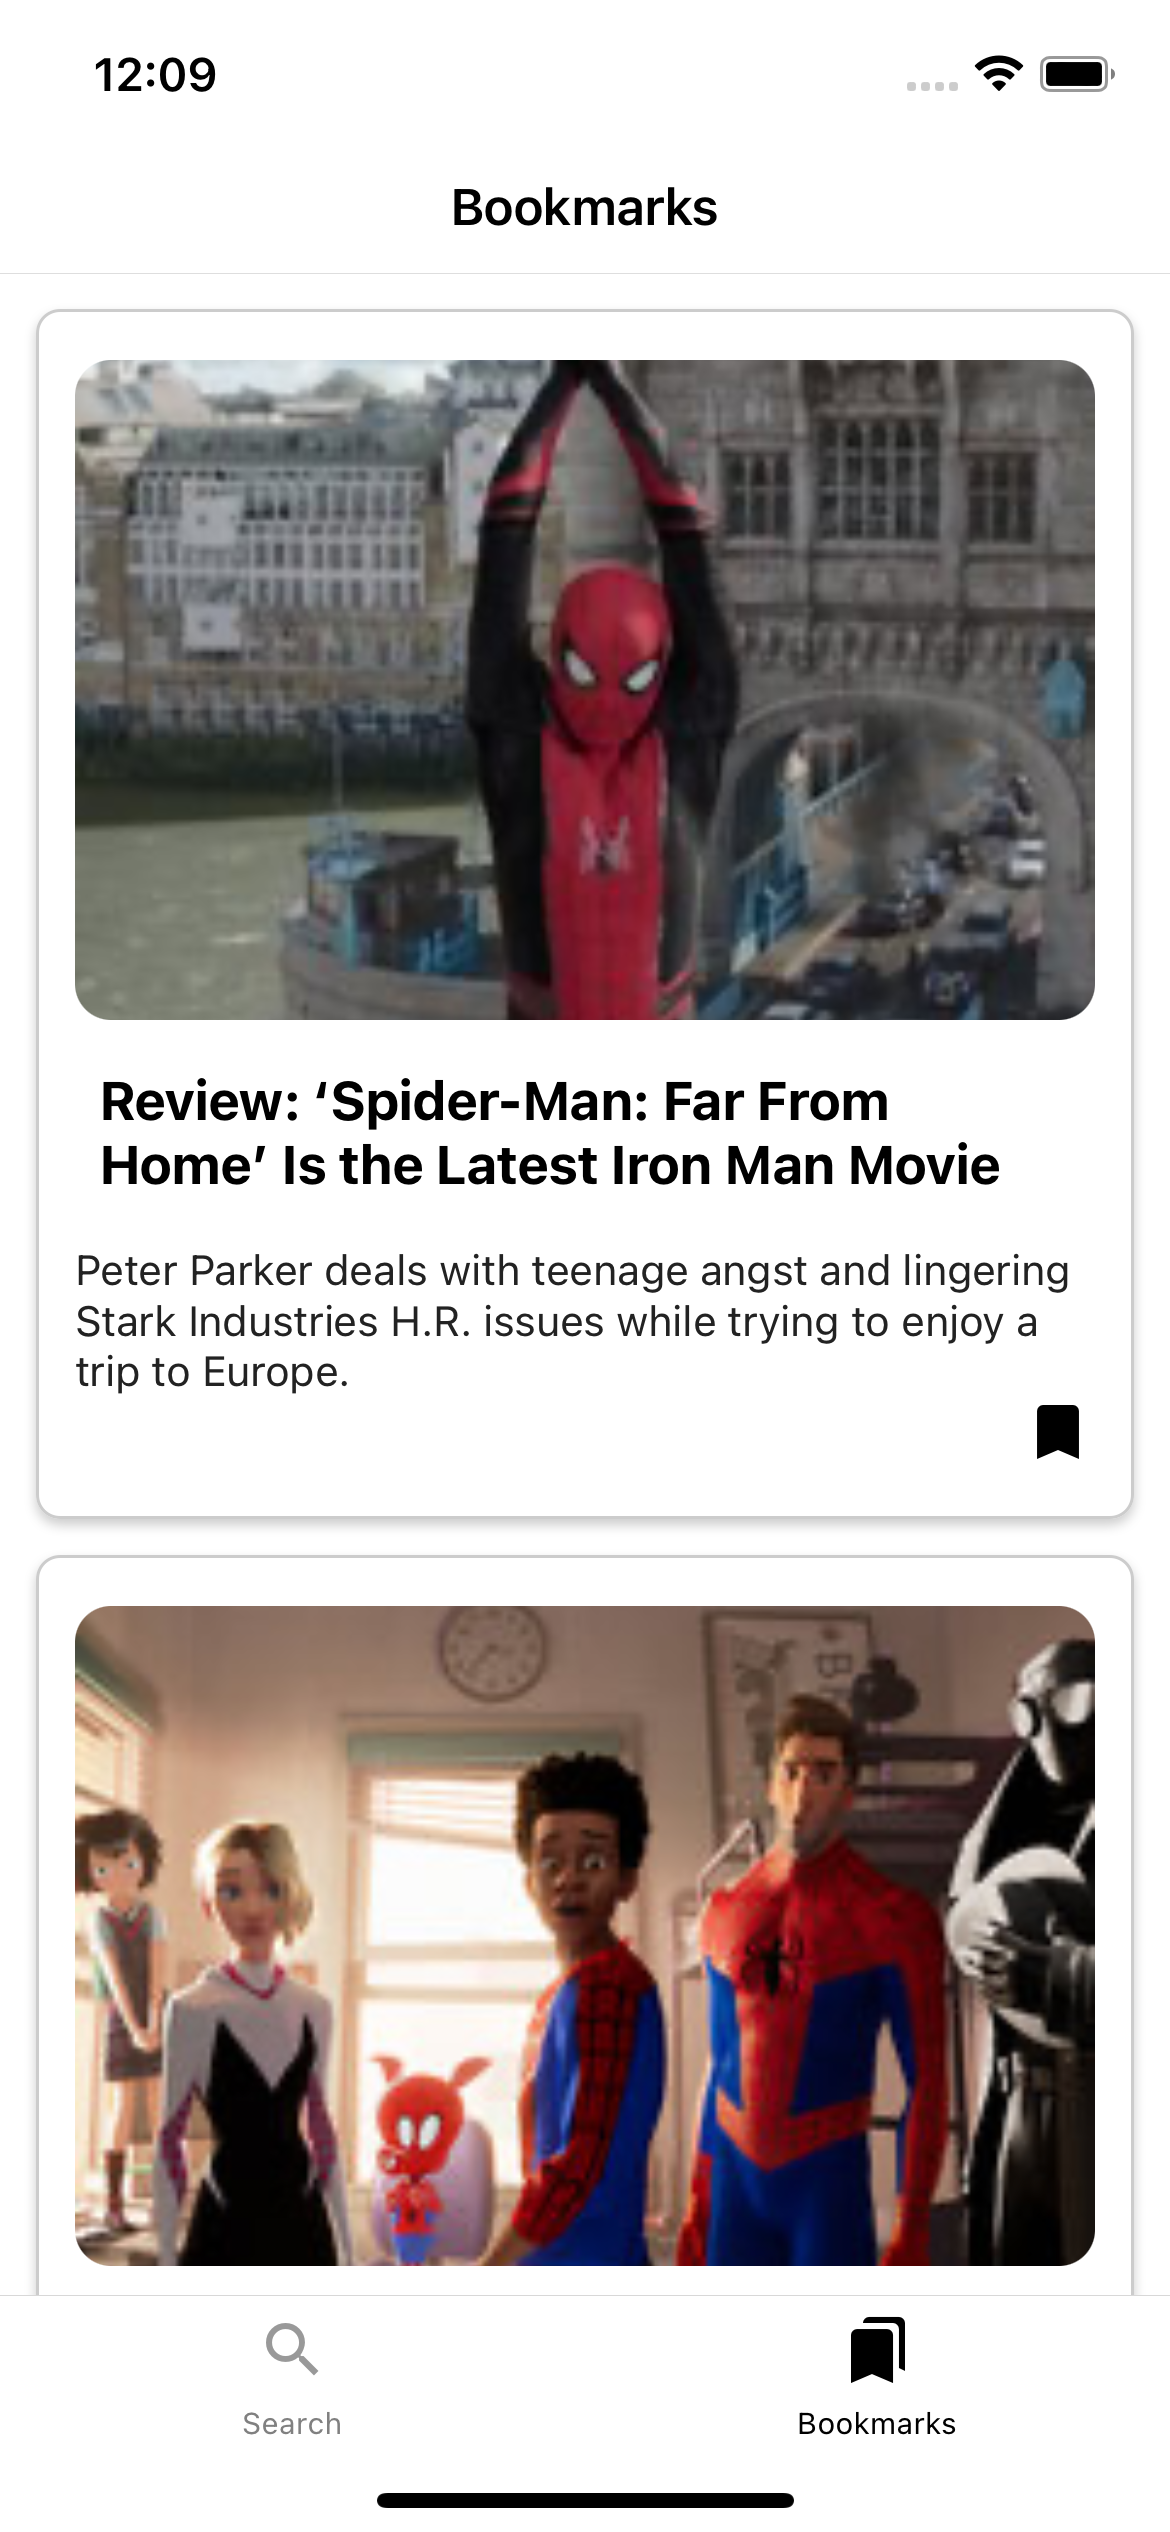 12:09
Bookmarks
Review: ‘Spider-Man: Far From
Home’ Is the Latest Iron Man Movie
Peter Parker deals with teenage angst and lingering
Stark Industries H.R. issues while trying to enjoy a
trip to Europe.
Search
Bookmarks